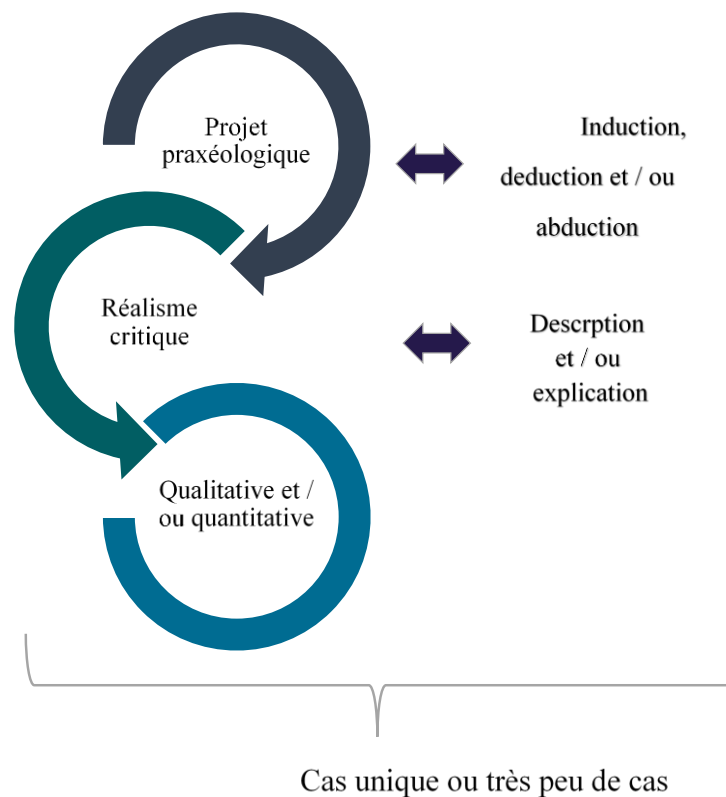 Projet
praxéologique
Induction,
deduction et / ou
abduction
Réalisme
critique
Descrption
et / ou
explication
Qualitative et /
ou quantitative
Cas unique ou très peu de cas